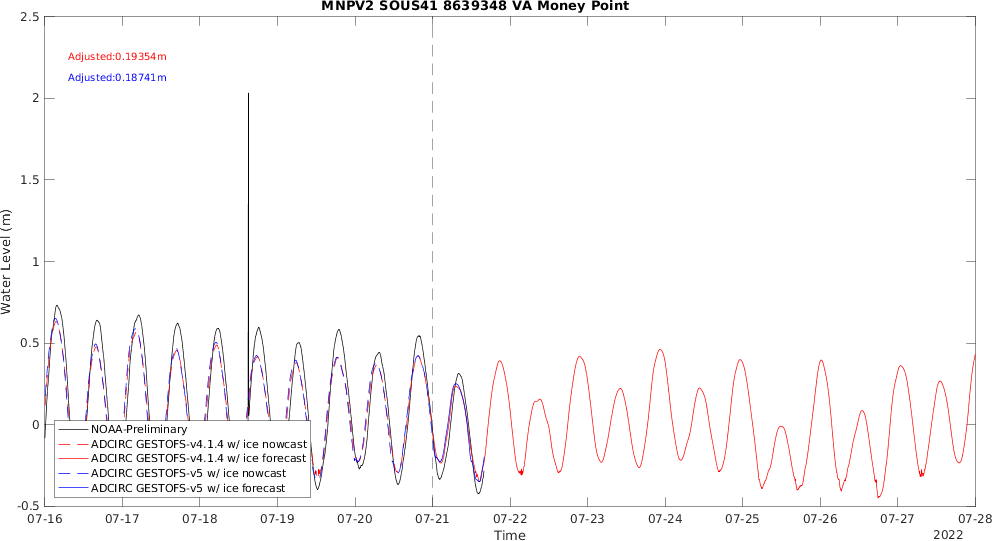 MNPV2 SOUS41 8639348 VA Money Point
2.5
Adjusted:0.19354m
Adjusted:0.18741m
2
1.5
1
0.5
0
-0.5
Water Level (m)
NOAA-Preliminary
ADCIRC GESTOFS-v4.1.4 w/ ice nowcast
ADCIRC GESTOFS-v4.1.4 w/ ice forecast
ADCIRC GESTOFS-v5 w/ ice nowcast
ADCIRC GESTOFS-v5 w/ ice forecast
07-16 07-17 07-18 07-19 07-20 07-21 07-22 07-23 07-24 07-25 07-26 07-27 07-28
Time
2022